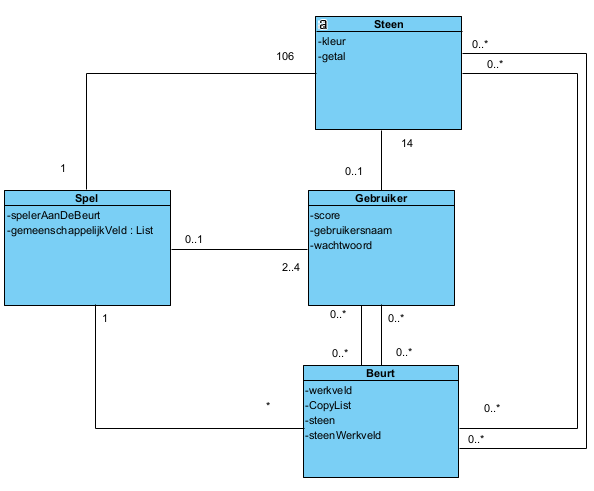 a Steen
-kleur
-getal
0..*
0..*
106
14
0..1
1
Spel
-spelerAanDeBeurt
-gemeenschappelijkVeld : List
Gebruiker
-score
-gebruikersnaam
-wachtwoord
0..1
2..4
1
0..*
0..*
0..*
0..*
Beurt
-werkveld
-CopyList
-steen
-steenWerkveld
*
0..*
0..*